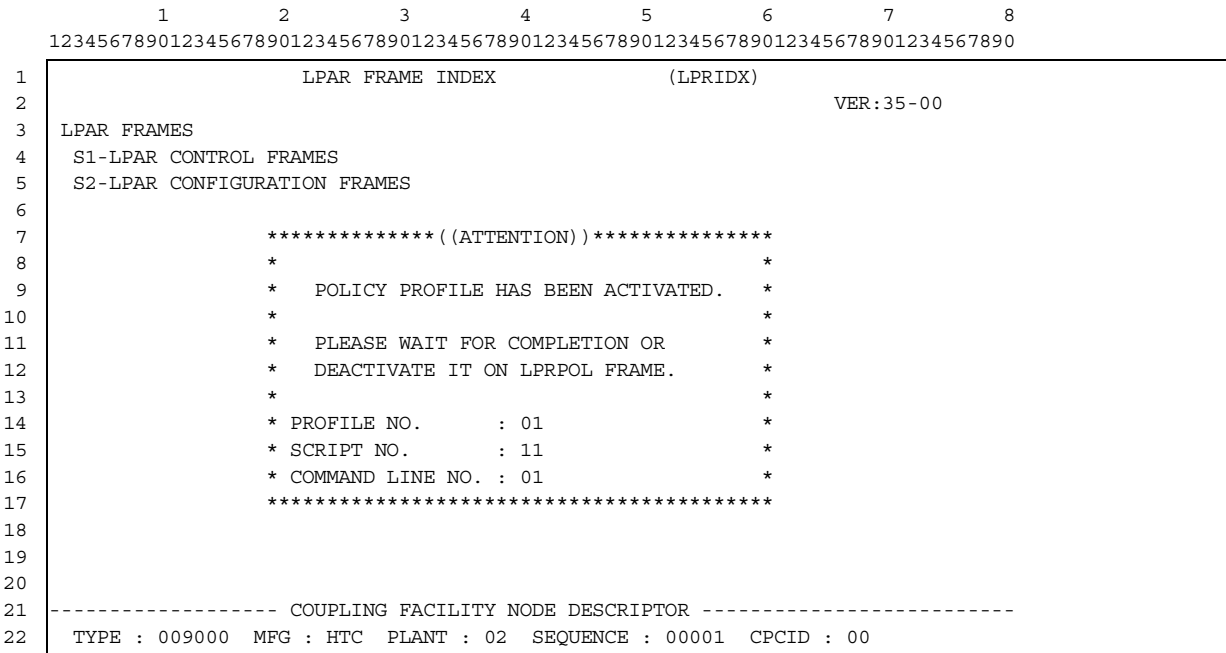 1 2 3 4 5 6 7 8
12345678901234567890123456789012345678901234567890123456789012345678901234567890
1 LPAR FRAME INDEX (LPRIDX)
2 VER:35-00
3 LPAR FRAMES
4 S1-LPAR CONTROL FRAMES
5 S2-LPAR CONFIGURATION FRAMES
6
7 **************((ATTENTION))***************
8 * *
9 * POLICY PROFILE HAS BEEN ACTIVATED. *
10 * *
11 * PLEASE WAIT FOR COMPLETION OR *
12 * DEACTIVATE IT ON LPRPOL FRAME. *
13 * *
14 * PROFILE NO. : 01 *
15 * SCRIPT NO. : 11 *
16 * COMMAND LINE NO. : 01 *
17 ******************************************
18
19
20
21 ------------------- COUPLING FACILITY NODE DESCRIPTOR --------------------------
22 TYPE : 009000 MFG : HTC PLANT : 02 SEQUENCE : 00001 CPCID : 00